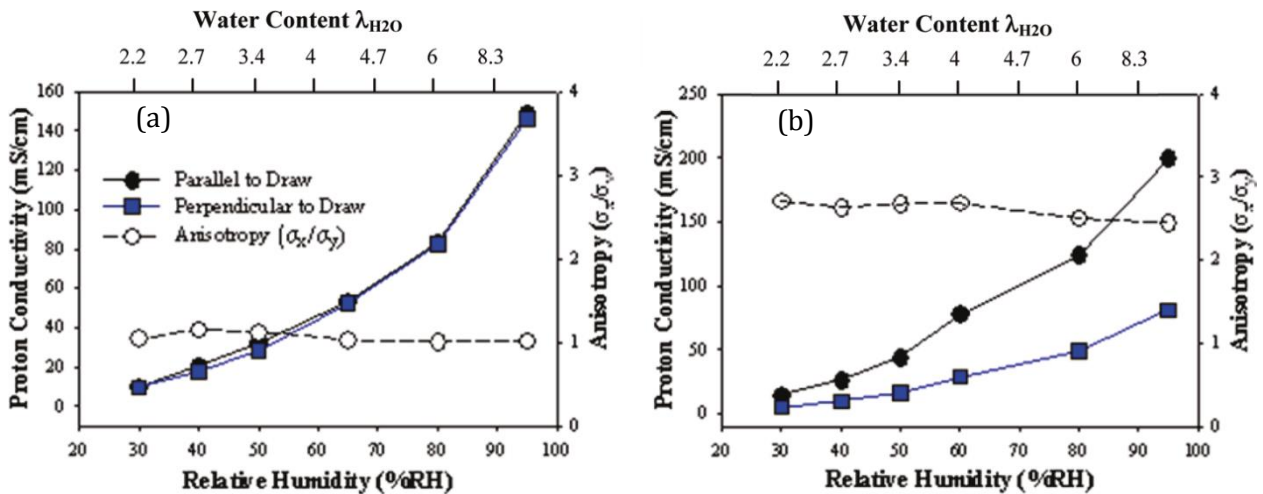 Water Content λH2O
2.2 2.7 3.4 4 4.7 6 8.3
(a)
160
140
120
100
80
60
40
20
0
Proton Conductivity (mS/cm)
Parallel to Draw
Perpendicular to Draw
Anisotropy (σx/σy)
4
3
2
1
0
Anisotropy (σx/σy)
20 30 40 50 60 70 80 90 100
Relative Humidity (%RH)
Water Content λH2O
2.2 2.7 3.4 4 4.7 6 8.3
(b)
250
200
150
100
50
0
Proton Conductivity (mS/cm)
4
3
2
1
0
Anisotropy (σx/σy)
20 30 40 50 60 70 80 90 100
Relative Humidity (%RH)